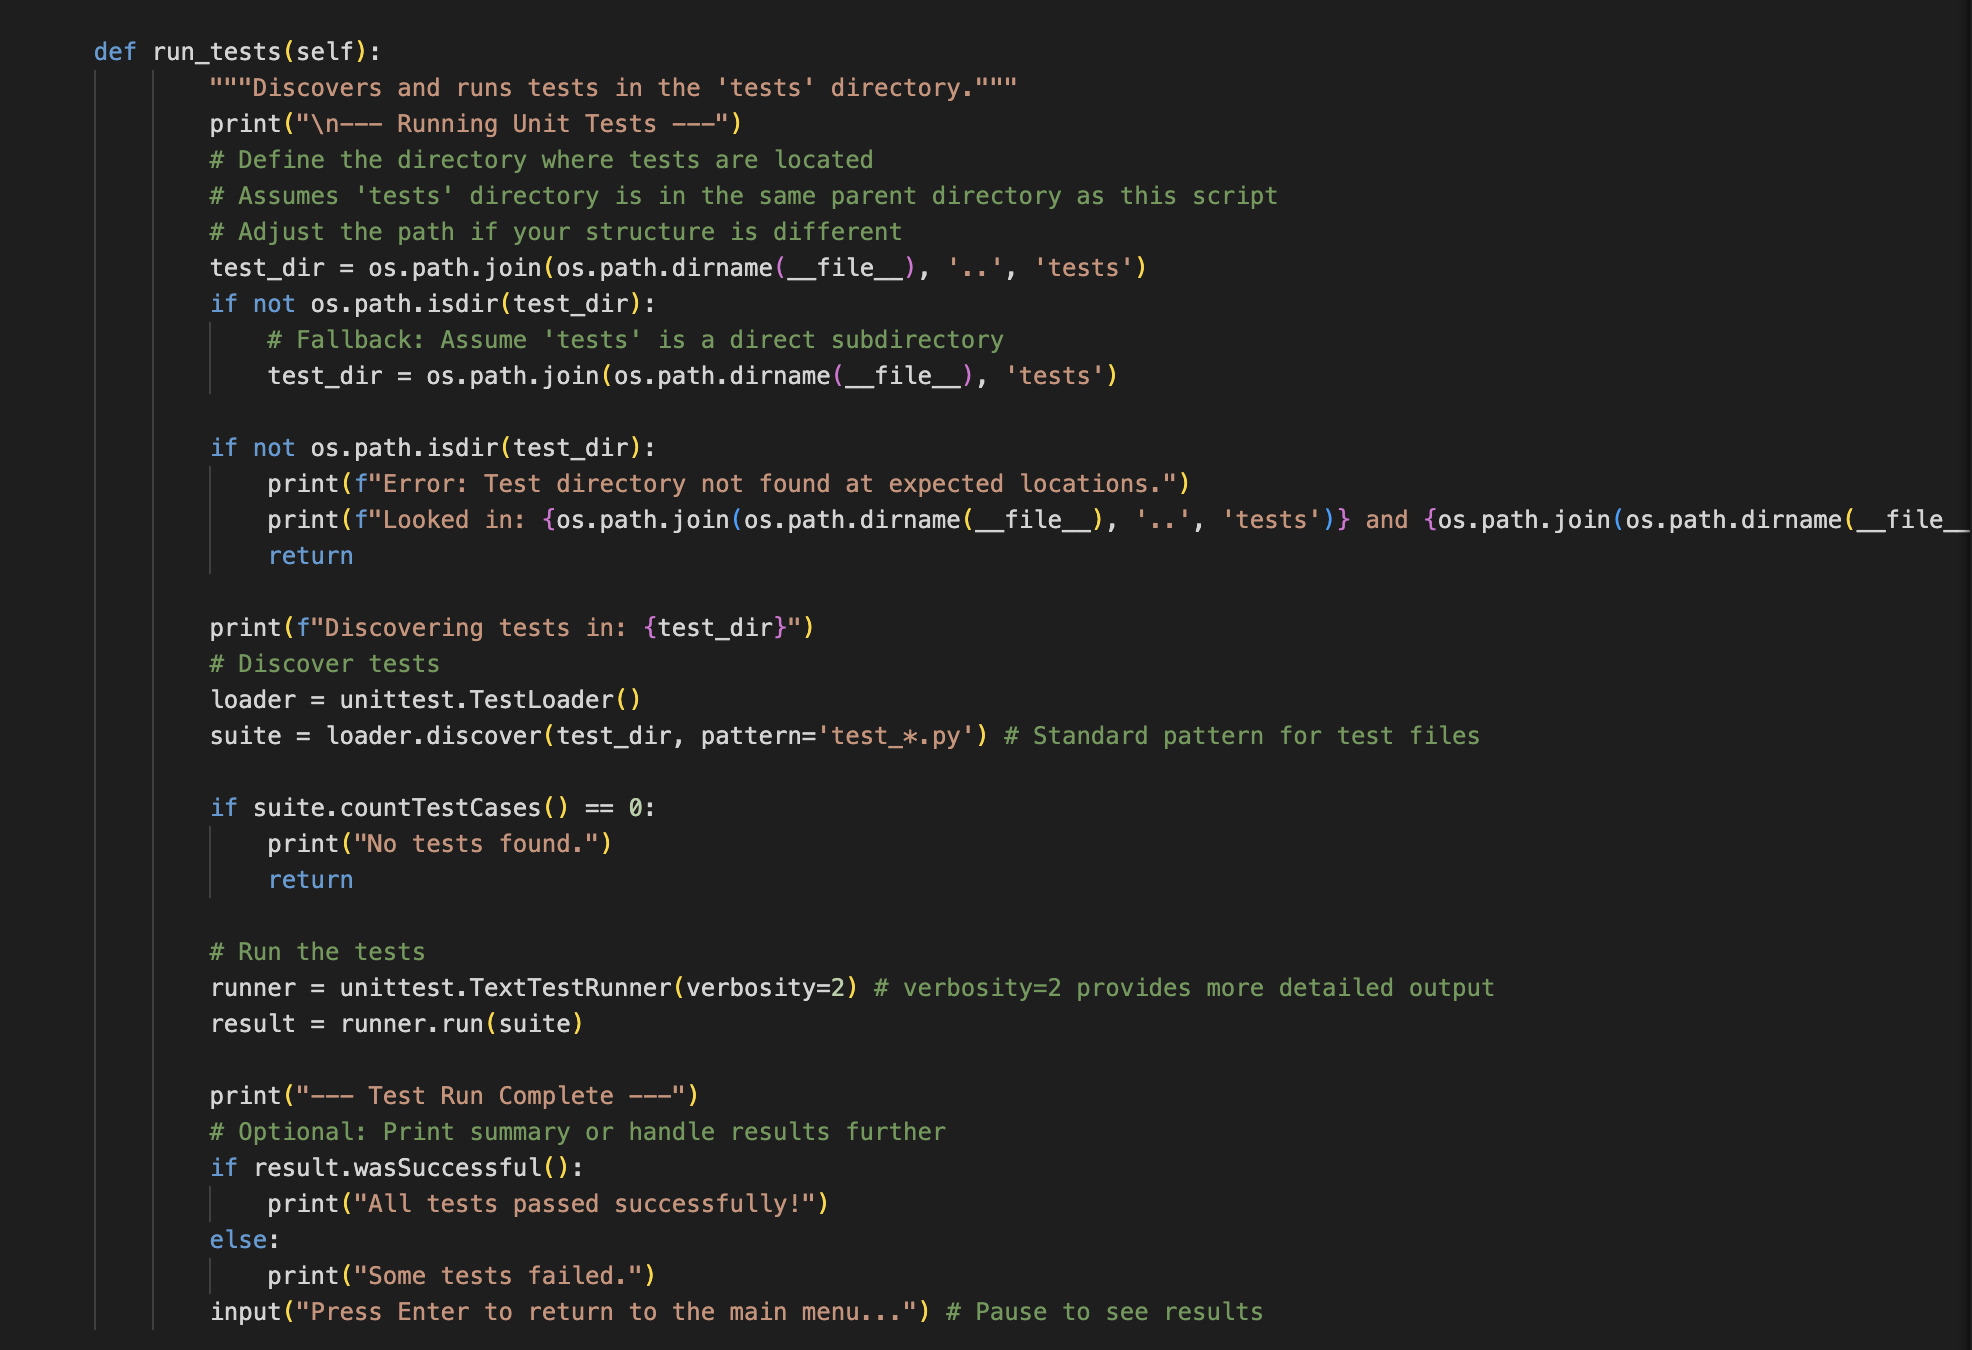 def run_tests(self):
"""Discovers and runs tests in the 'tests' directory."""
print("\n--- Running Unit Tests ---")
# Define the directory where tests are located
# Assumes 'tests' directory is in the same parent directory as this script
# Adjust the path if your structure is different
test_dir = os.path.join(os.path.dirname(__file__), '..', 'tests')
if not os.path.isdir(test_dir):
# Fallback: Assume 'tests' is a direct subdirectory
test_dir = os.path.join(os.path.dirname(__file__), 'tests')
if not os.path.isdir(test_dir):
print(f"Error: Test directory not found at expected locations.")
print(f"Looked in: {os.path.join(os.path.dirname(__file__), '..', 'tests')} and {os.path.join(os.path.dirname(__file__
return
print(f"Discovering tests in: {test_dir}")
# Discover tests
loader = unittest.TestLoader()
suite = loader.discover(test_dir, pattern='test_*.py') # Standard pattern for test files
if suite.countTestCases() == 0:
print("No tests found.")
return
# Run the tests
runner = unittest.TextTestRunner(verbosity=2) # verbosity=2 provides more detailed output
result = runner.run(suite)
print("--- Test Run Complete ---")
# Optional: Print summary or handle results further
if result.wasSuccessful():
print("All tests passed successfully!")
else:
print("Some tests failed.")
input("Press Enter to return to the main menu...") # Pause to see results